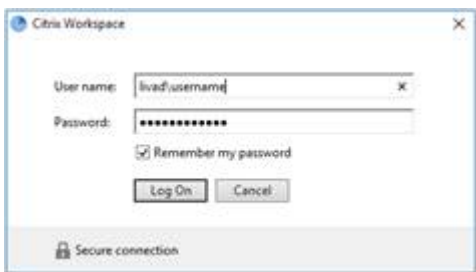 Citrix Workspace
User name: livad\username
Password: ●●●●●●●●●●●●
Remember my password
Log On Cancel
Secure connection